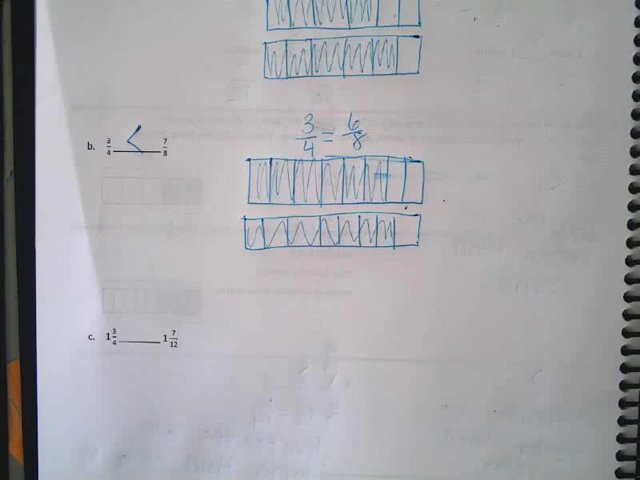 3/4 = 6/8
b. 3/4 < 7/8
c. 1 3/4 ______ 1 7/12